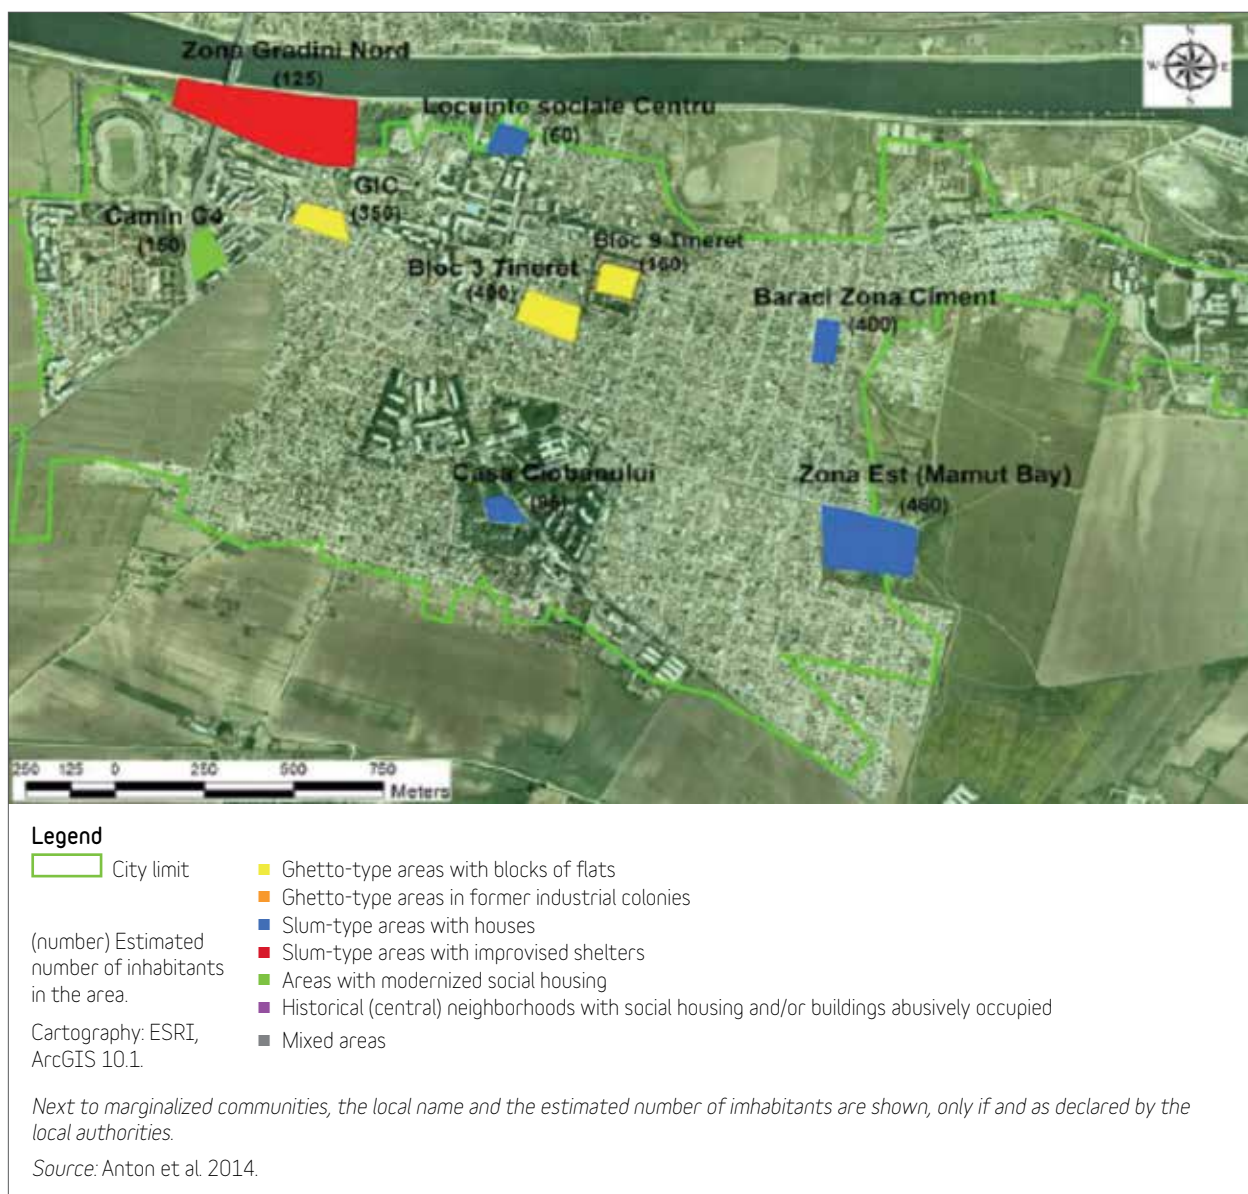 Zona Gradini Nord
(125)
Locuinte sociale Centru
(60)
N
W E
S
GIC
(350)
Camin C4
(150)
Bloc 9 Tineret
(160)
Bloc 3 Tineret
(400)
Baraci Zona Ciment
(400)
Casa Ciobanului
Zona Est (Mamut Bay)
(460)
250 125 0 250 500 750
Meters
Legend
City limit
(number) Estimated
number of inhabitants
in the area.
Cartography: ESRI,
ArcGIS 10.1.
Ghetto-type areas with blocks of flats
Ghetto-type areas in former industrial colonies
Slum-type areas with houses
Slum-type areas with improvised shelters
Areas with modernized social housing
Historical (central) neighborhoods with social housing and/or buildings abusively occupied
Mixed areas
Next to marginalized communities, the local name and the estimated number of imhabitants are shown, only if and as declared by the
local authorities.
Source: Anton et al. 2014.